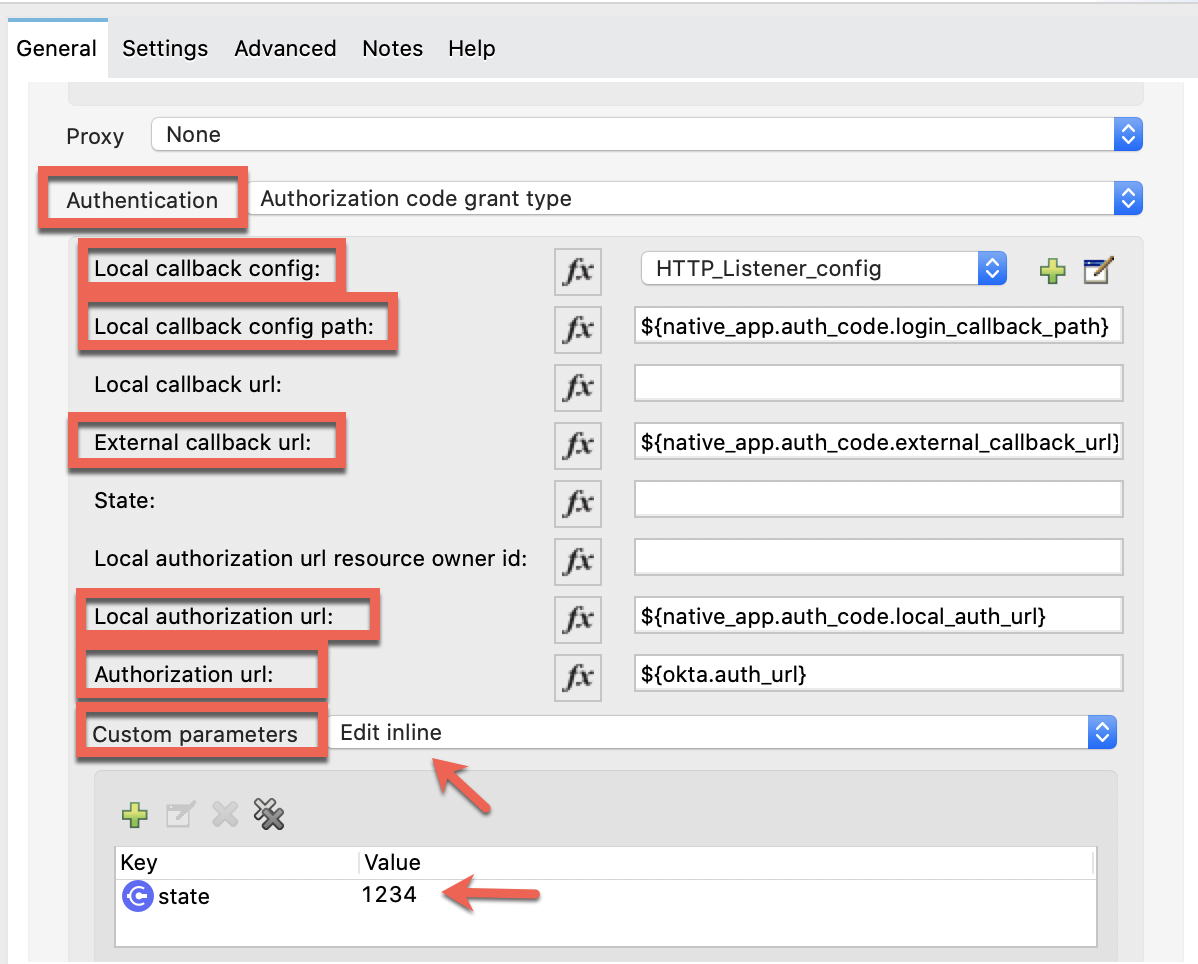 General Settings Advanced Notes Help
Proxy None
Authentication Authorization code grant type
Local callback config: fx HTTP_Listener_config
Local callback config path: fx ${native_app.auth_code.login_callback_path}
Local callback url: fx
External callback url: fx ${native_app.auth_code.external_callback_url}
State: fx
Local authorization url resource owner id: fx
Local authorization url: fx ${native_app.auth_code.local_auth_url}
Authorization url: fx ${okta.auth_url}
Custom parameters Edit inline
Key Value
state 1234